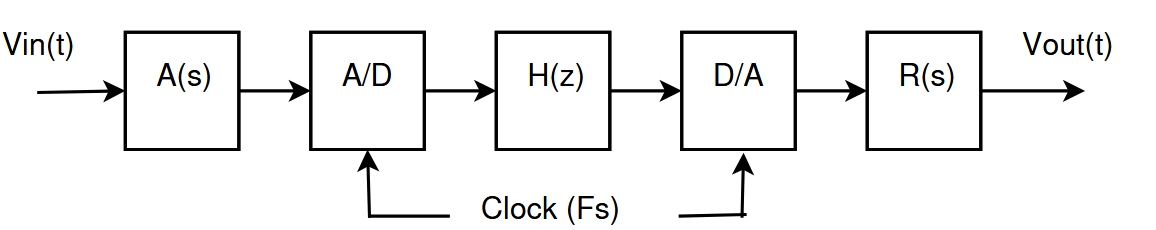 Vin(t)
A(s)
A/D
H(z)
D/A
R(s)
Vout(t)
Clock (Fs)